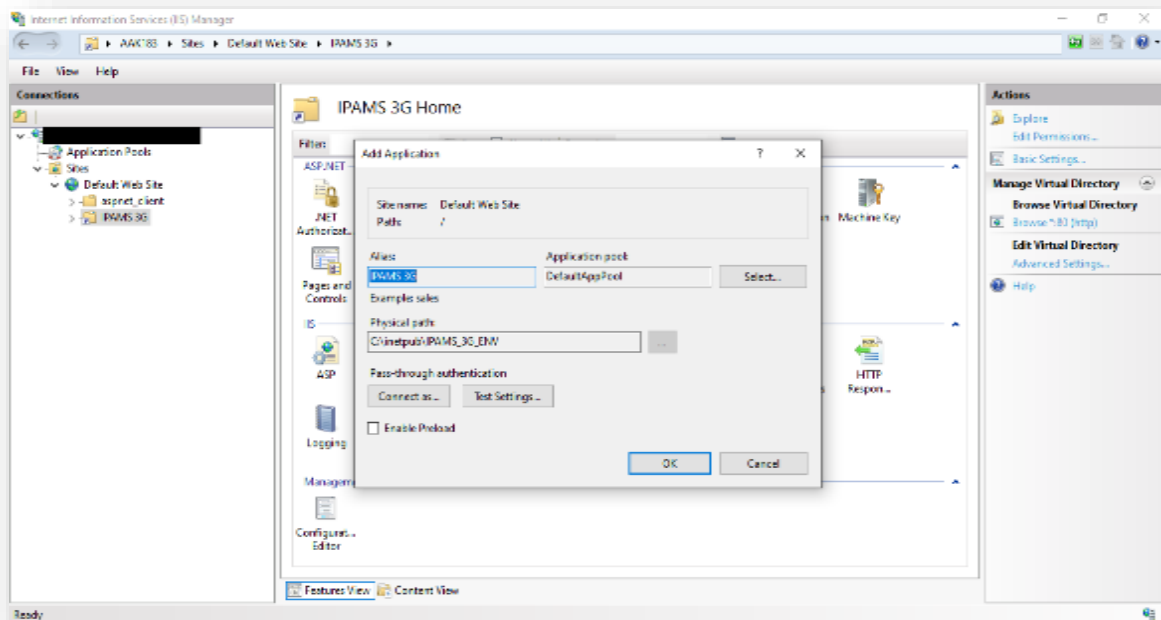 Internet Information Services (IIS) Manager
AAK183 Sites Default Web Site IPAMS 3G
File View Help
Connections
Application Pools
Sites
Default Web Site
aspnet_client
IPAMS 3G
IPAMS 3G Home
Filter:
ASP.NET
.NET
Authorizat...
Machine Key
Pages and
Controls
IIS
ASP
HTTP
Respon...
Logging
Managem
Configurat...
Editor
Add Application
?
Site name: Default Web Site
Path: /
Alias:
Application pool:
IPAMS 3G
DefaultAppPool
Select...
Example: sales
Physical path:
C:\inetpub\IPAMS_3G_ENV
...
Pass-through authentication
Connect as...
Test Settings...
Enable Preload
OK
Cancel
Features View
Content View
Actions
Explore
Edit Permissions...
Basic Settings...
Manage Virtual Directory
Browse Virtual Directory
Browse *:80 (http)
Edit Virtual Directory
Advanced Settings...
Help
Ready